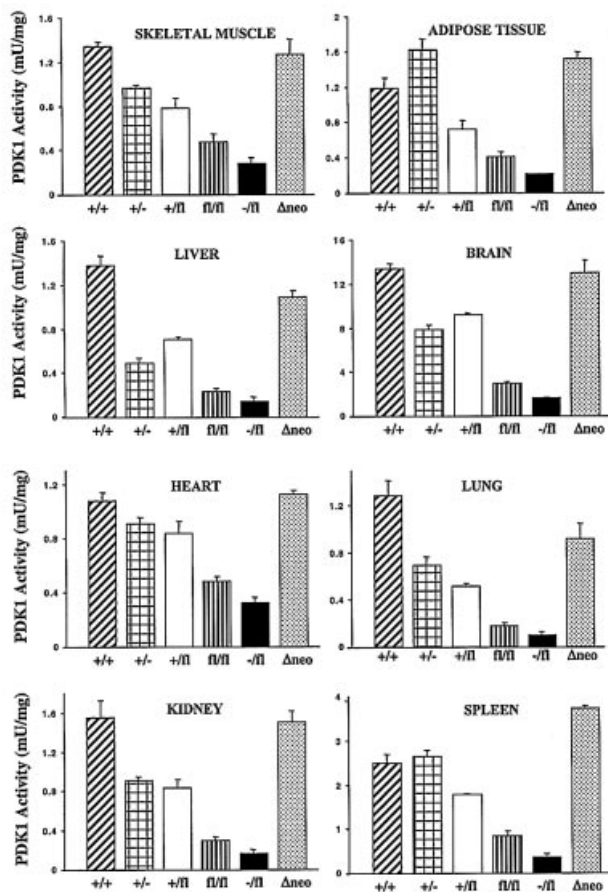 SKELETAL MUSCLE
PDK1 Activity (mU/mg)
1.6
1.2
0.8
0.4
0
+/+ +/- +/fl fl/fl -/fl Δneo
ADIPOSE TISSUE
2
1.6
1.2
0.8
0.4
0
+/+ +/- +/fl fl/fl -/fl Δneo
LIVER
PDK1 Activity (mU/mg)
1.6
1.2
0.8
0.4
0
+/+ +/- +/fl fl/fl -/fl Δneo
BRAIN
16
12
8
4
0
+/+ +/- +/fl fl/fl -/fl Δneo
HEART
PDK1 Activity (mU/mg)
1.2
0.8
0.4
0
+/+ +/- +/fl fl/fl -/fl Δneo
LUNG
1.2
0.8
0.4
0
+/+ +/- +/fl fl/fl -/fl Δneo
KIDNEY
PDK1 Activity (mU/mg)
1.6
1.2
0.8
0.4
0
+/+ +/- +/fl fl/fl -/fl Δneo
SPLEEN
4
3
2
1
0
+/+ +/- +/fl fl/fl -/fl Δneo